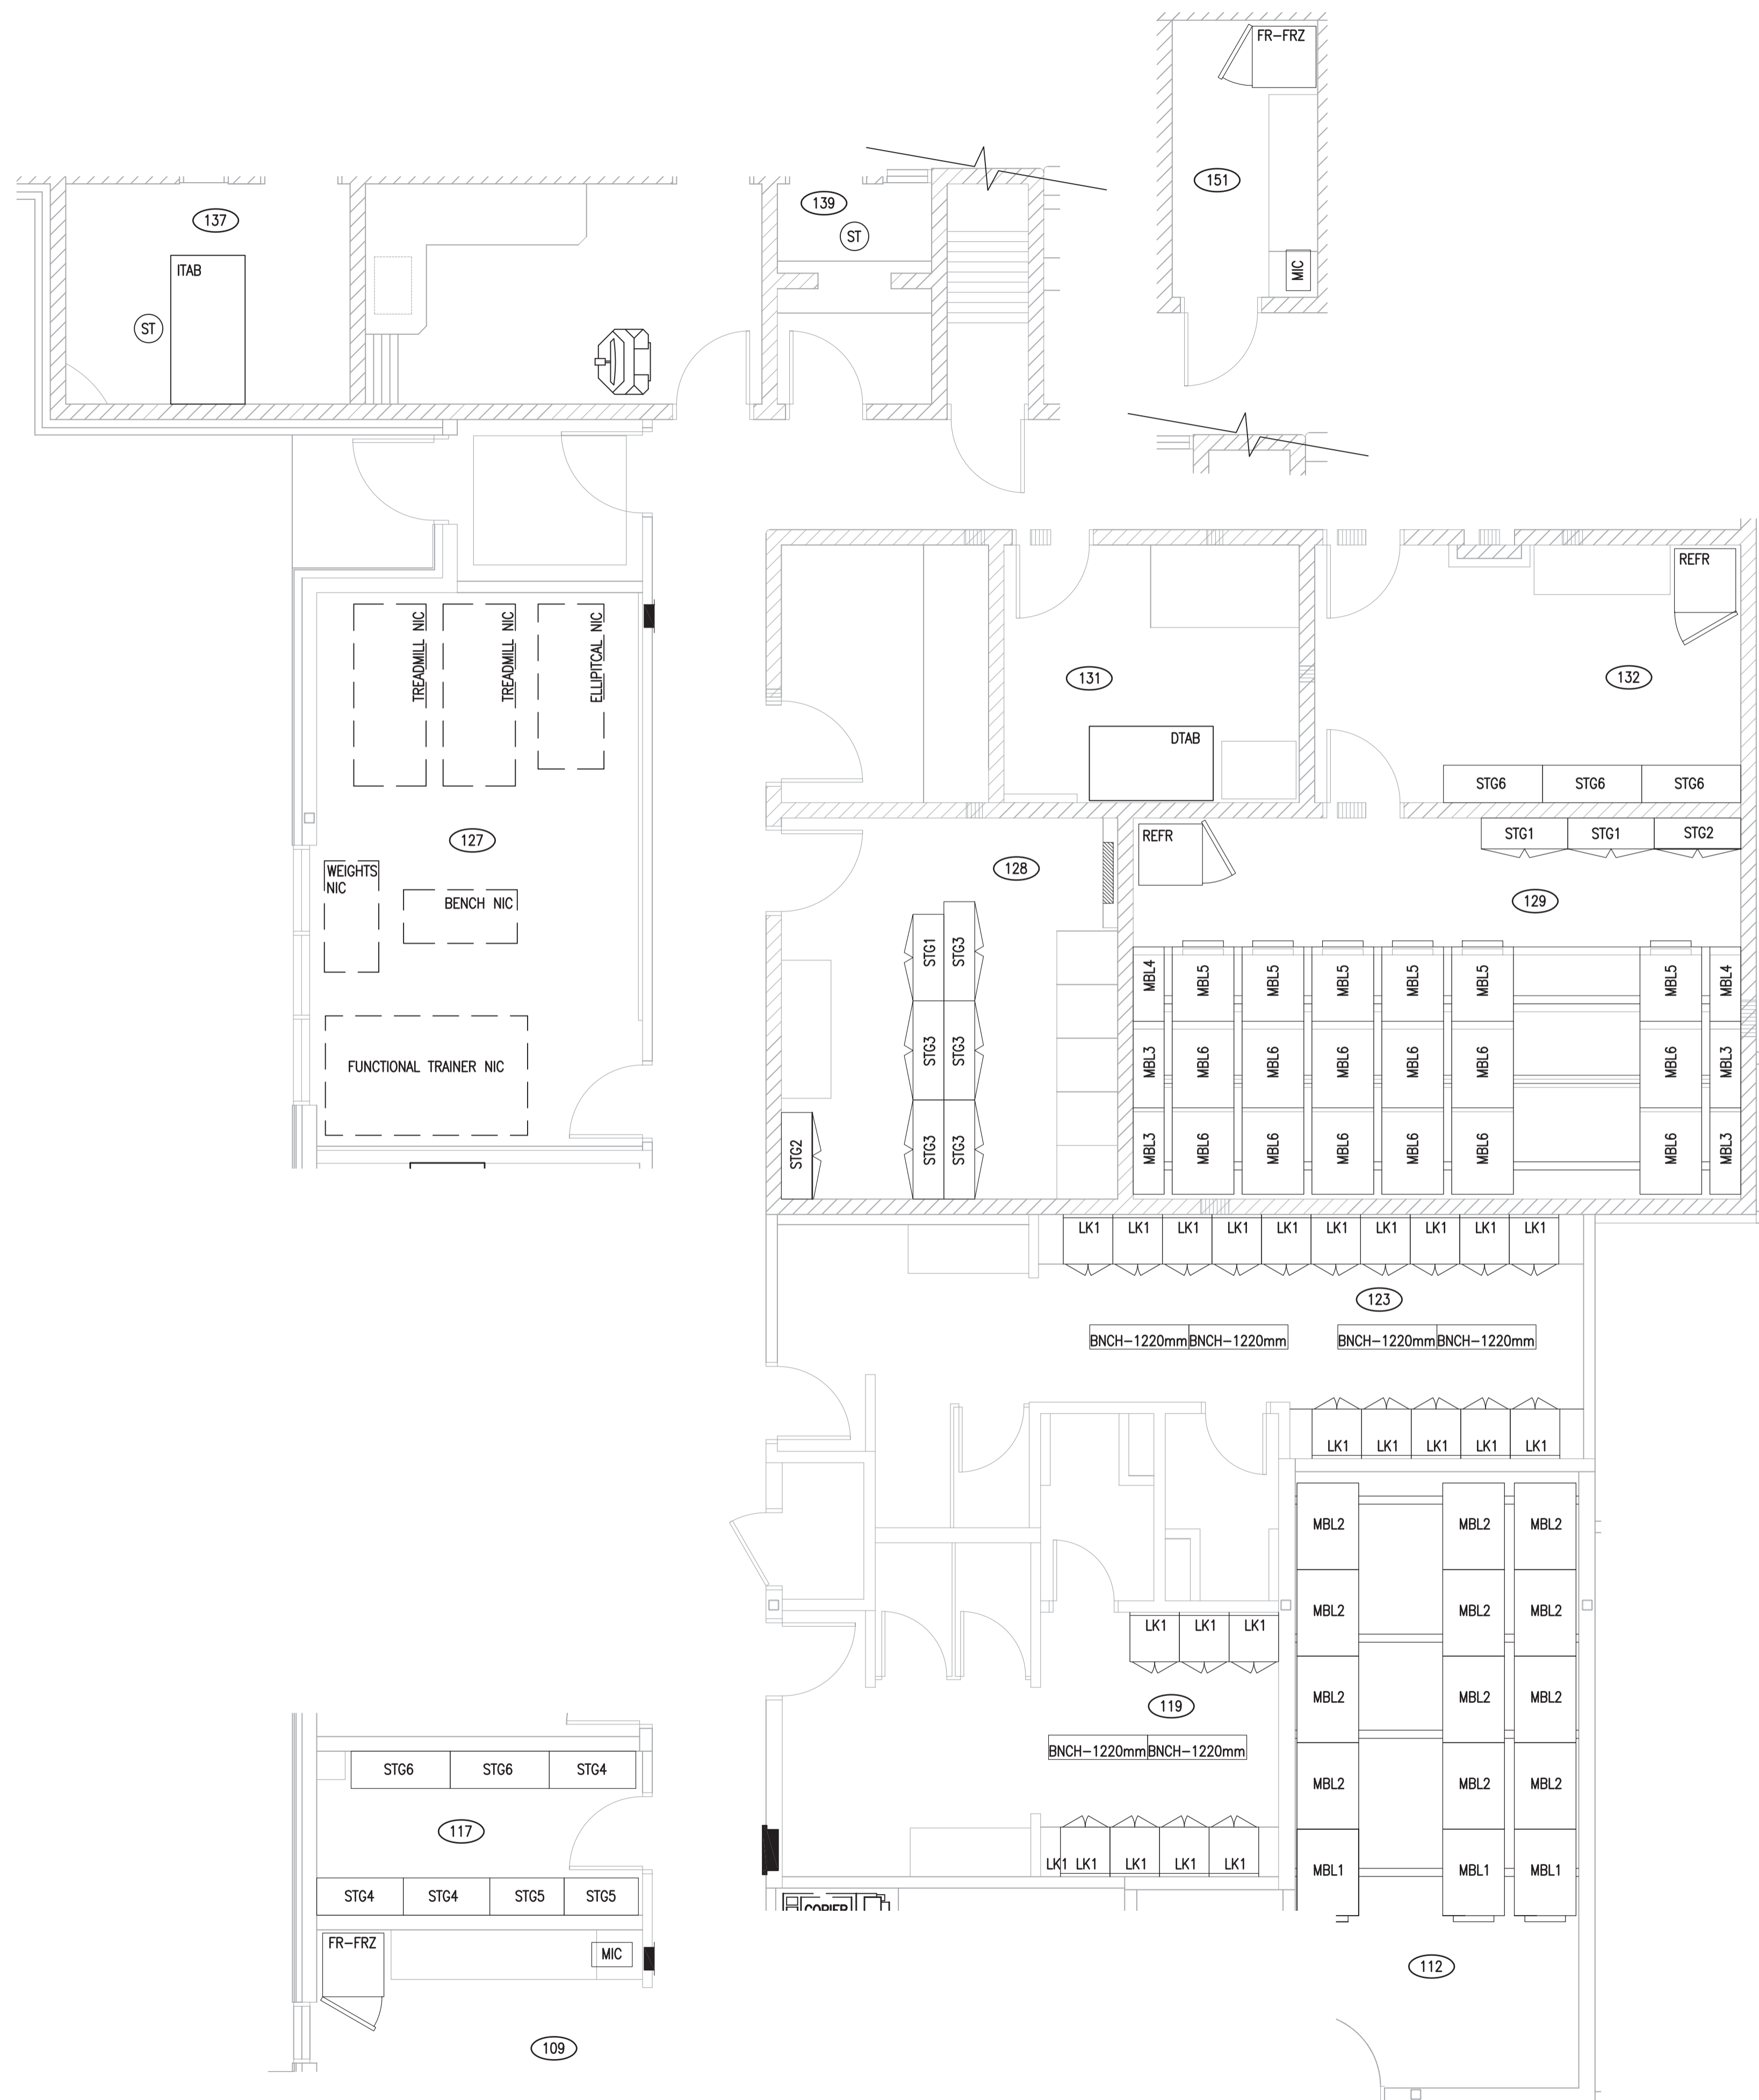 FR-FRZ
151
MIC
137
139
ST
ITAB
ST
REFR
TREADMILL NIC
TREADMILL NIC
ELLIPITCAL NIC
131
132
DTAB
STG6 STG6 STG6
127
WEIGHTS
NIC
BENCH NIC
FUNCTIONAL TRAINER NIC
128
REFR
STG1 STG1 STG2
129
STG1 STG3
STG3 STG3
STG3 STG3
STG2
MBL4 MBL5 MBL5 MBL5 MBL5 MBL5 MBL5 MBL4
MBL3 MBL6 MBL6 MBL6 MBL6 MBL6 MBL6 MBL3
MBL3 MBL6 MBL6 MBL6 MBL6 MBL6 MBL6 MBL3
LK1 LK1 LK1 LK1 LK1 LK1 LK1 LK1 LK1 LK1
123
BNCH-1220mm BNCH-1220mm BNCH-1220mm BNCH-1220mm
LK1 LK1 LK1 LK1 LK1
MBL2 MBL2 MBL2
MBL2 MBL2 MBL2
MBL2 MBL2 MBL2
MBL2 MBL2 MBL2
MBL1 MBL1 MBL1
LK1 LK1 LK1
119
BNCH-1220mm BNCH-1220mm
LK1 LK1 LK1 LK1 LK1
COPIER
112
STG6 STG6 STG4
117
STG4 STG4 STG5 STG5
FR-FRZ
MIC
109